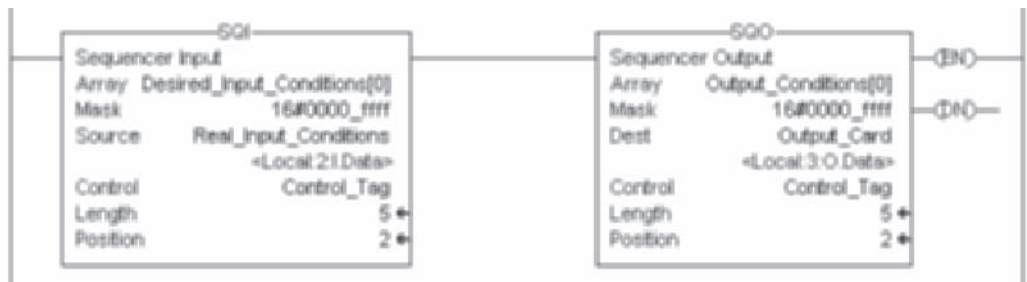 SQI
Sequencer Input
Array Desired_Input_Conditions[0]
Mask 16#0000_ffff
Source Real_Input_Conditions
<Local:2:I.Data>
Control Control_Tag
Length 5
Position 2
SQO
Sequencer Output
Array Output_Conditions[0]
Mask 16#0000_ffff
Dest Output_Card
<Local:3:O.Data>
Control Control_Tag
Length 5
Position 2
EN
DN